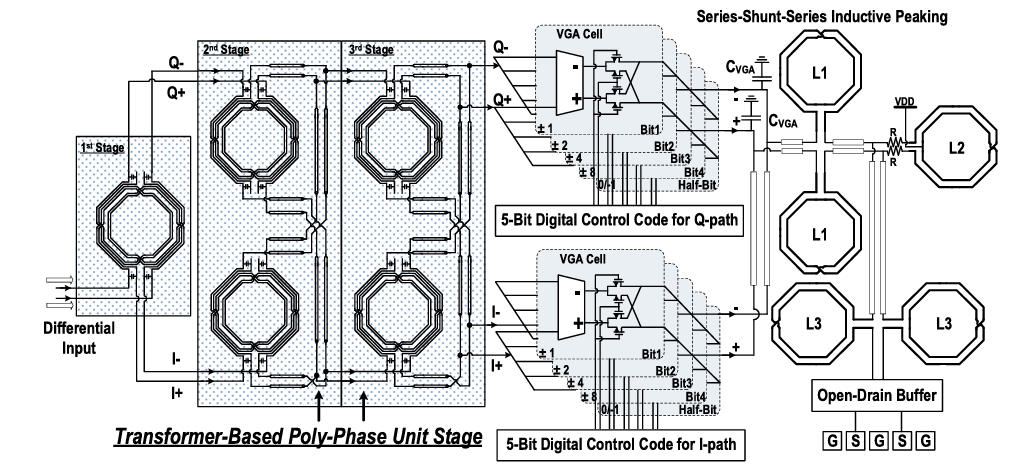 Series-Shunt-Series Inductive Peaking
2nd Stage
3rd Stage
Q-
Q+
1st Stage
Differential
Input
I-
I+
Transformer-Based Poly-Phase Unit Stage
Q-
Q+
VGA Cell
-
+
± 1
± 2
± 4
± 8
0/-1
Bit1
Bit2
Bit3
Bit4
Half-Bit
5-Bit Digital Control Code for Q-path
I-
I+
VGA Cell
-
+
± 1
± 2
± 4
± 8
0/-1
Bit1
Bit2
Bit3
Bit4
Half-Bit
5-Bit Digital Control Code for I-path
CVGA
-
+
CVGA
-
+
L1
VDD
R
R
L2
L1
L3
L3
Open-Drain Buffer
G S G S G